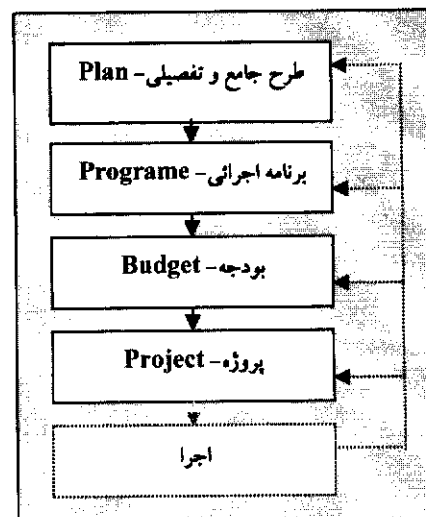 طرح جامع و تفصیلی – Plan
برنامه اجرائی – Programe
بودجه – Budget
پروژه – Project
اجرا